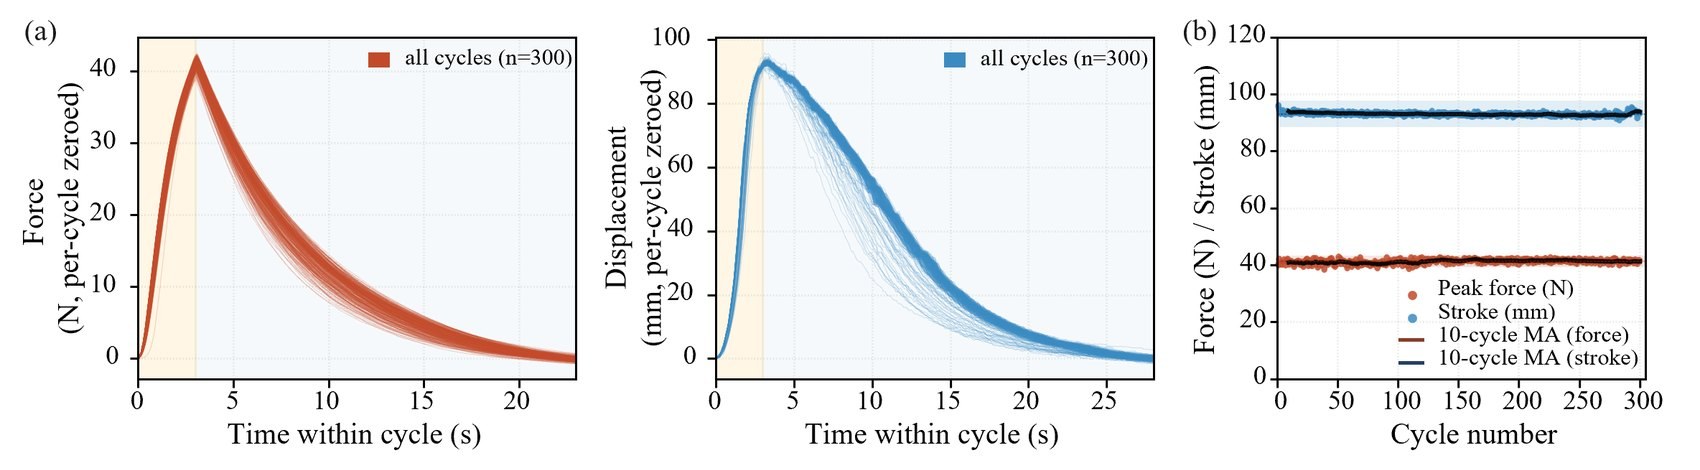 (a)
Force
(N, per-cycle zeroed)
40
30
20
10
0
all cycles (n=300)
0 5 10 15 20
Time within cycle (s)
Displacement
(mm, per-cycle zeroed)
100
80
60
40
20
0
all cycles (n=300)
0 5 10 15 20 25
Time within cycle (s)
(b)
Force (N) / Stroke (mm)
120
100
80
60
40
20
0
Peak force (N)
Stroke (mm)
10-cycle MA (force)
10-cycle MA (stroke)
0 50 100 150 200 250 300
Cycle number